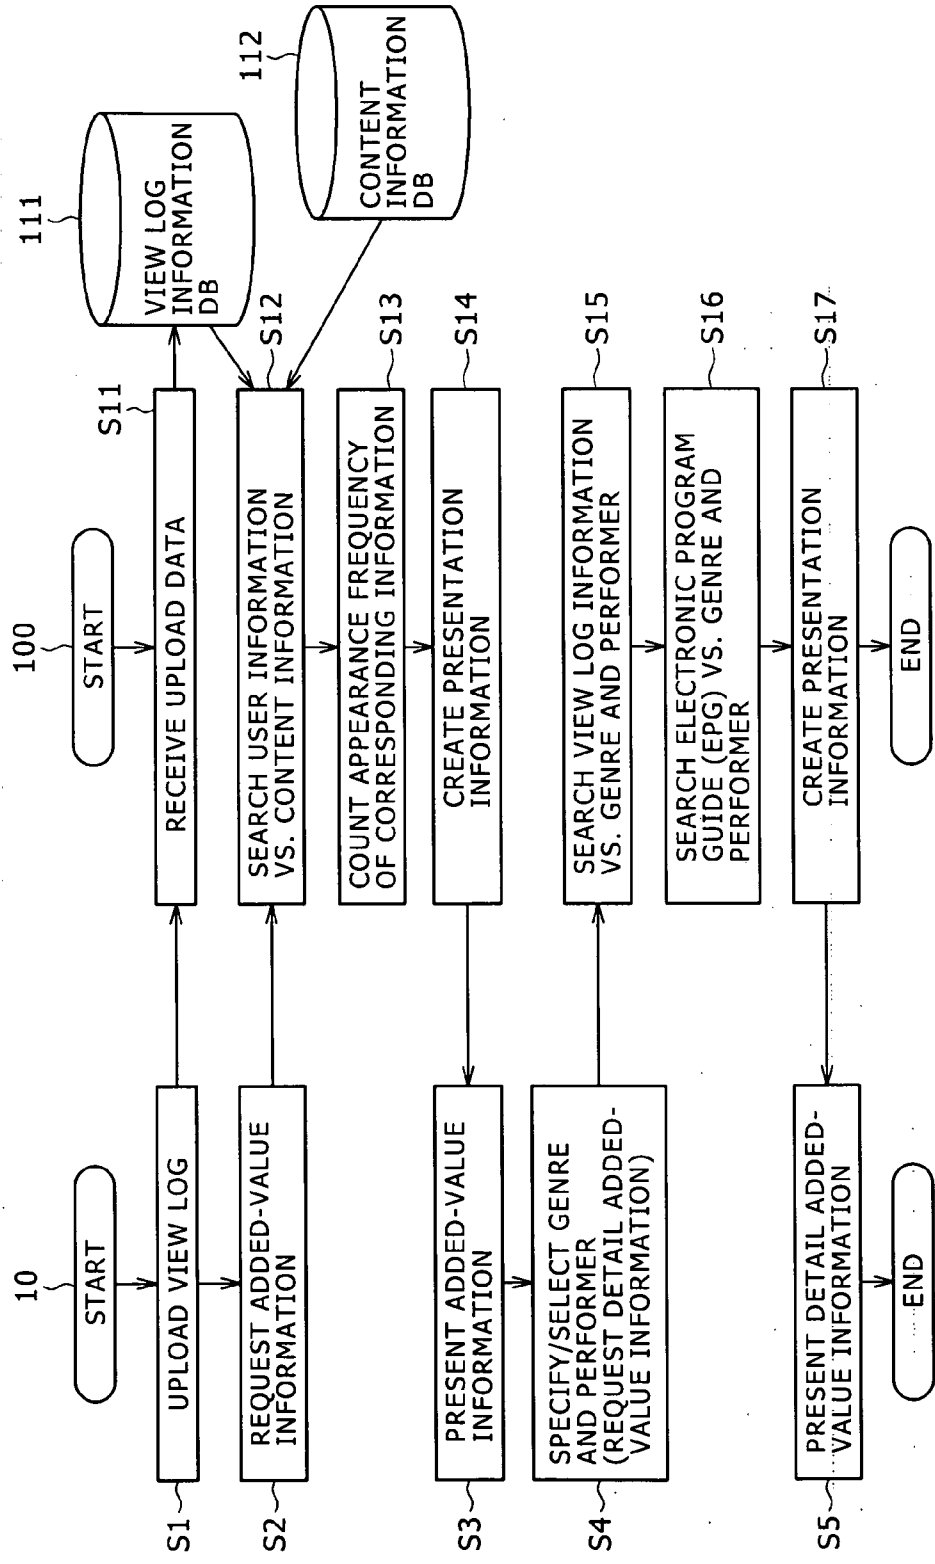 10
START
S1
UPLOAD VIEW LOG
S2
REQUEST ADDED-VALUE
INFORMATION
S3
PRESENT ADDED-VALUE
INFORMATION
S4
SPECIFY/SELECT GENRE
AND PERFORMER
(REQUEST DETAIL ADDED-
VALUE INFORMATION)
S5
PRESENT DETAIL ADDED-
VALUE INFORMATION
END
100
START
S11
RECEIVE UPLOAD DATA
S12
SEARCH USER INFORMATION
VS. CONTENT INFORMATION
S13
COUNT APPEARANCE FREQUENCY
OF CORRESPONDING INFORMATION
S14
CREATE PRESENTATION
INFORMATION
S15
SEARCH VIEW LOG INFORMATION
VS. GENRE AND PERFORMER
S16
SEARCH ELECTRONIC PROGRAM
GUIDE (EPG) VS. GENRE AND
PERFORMER
S17
CREATE PRESENTATION
INFORMATION
END
111
VIEW LOG
INFORMATION
DB
112
CONTENT
INFORMATION
DB